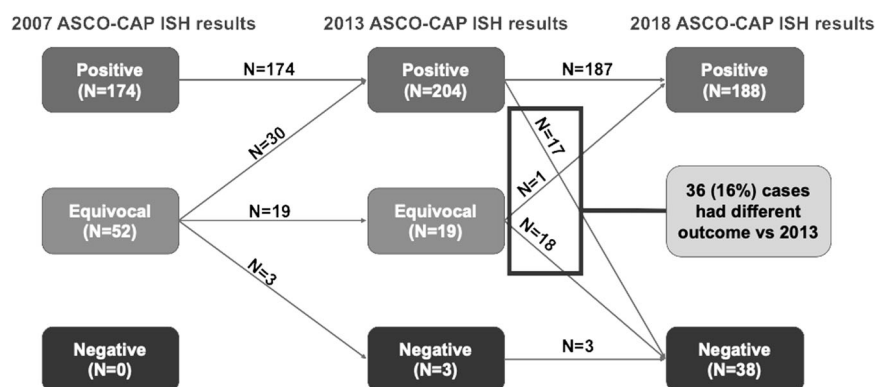 2007 ASCO-CAP ISH results
2013 ASCO-CAP ISH results
2018 ASCO-CAP ISH results
Positive
(N=174)
N=174
Positive
(N=204)
N=187
Positive
(N=188)
N=30
N=17
N=1
Equivocal
(N=52)
N=19
Equivocal
(N=19)
N=18
36 (16%) cases
had different
outcome vs 2013
N=3
Negative
(N=0)
Negative
(N=3)
N=3
Negative
(N=38)